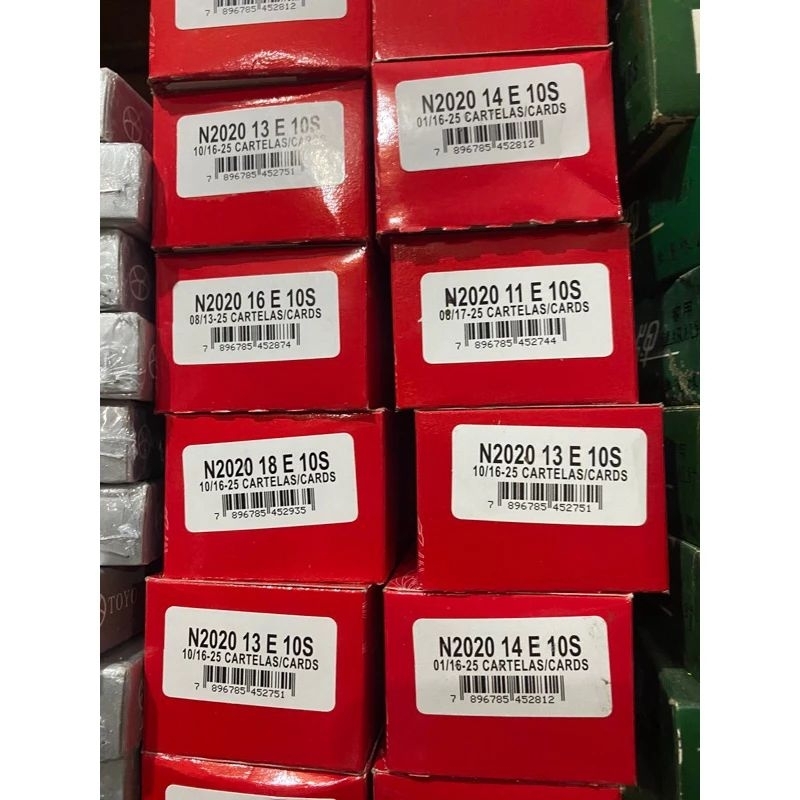 7 896785 452812
N2020 13 E 10S
10/16-25 CARTELAS/CARDS
7 896785 452751
N2020 14 E 10S
01/16-25 CARTELAS/CARDS
7 896785 452812
N2020 16 E 10S
08/13-25 CARTELAS/CARDS
7 896785 452874
N2020 11 E 10S
08/17-25 CARTELAS/CARDS
7 896785 452744
N2020 18 E 10S
10/16-25 CARTELAS/CARDS
7 896785 452935
N2020 13 E 10S
10/16-25 CARTELAS/CARDS
7 896785 452751
TOYO
N2020 13 E 10S
10/16-25 CARTELAS/CARDS
7 896785 452751
N2020 14 E 10S
01/16-25 CARTELAS/CARDS
7 896785 452812